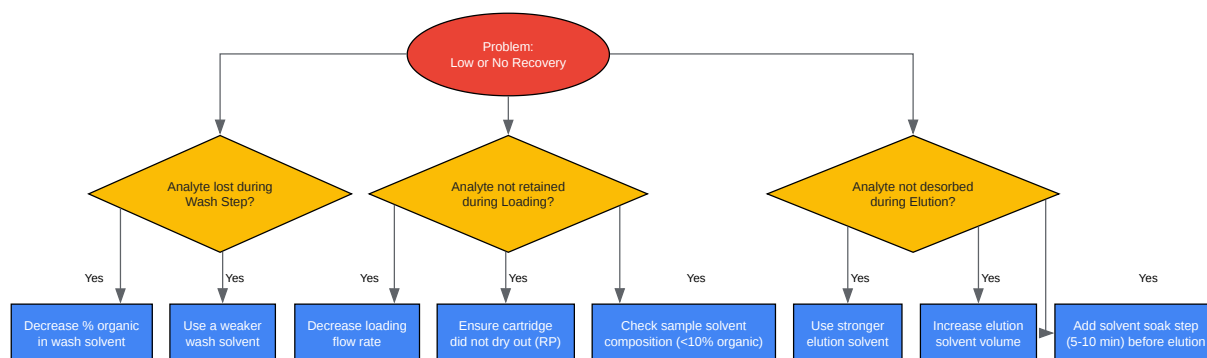 Problem:
Low or No Recovery
Analyte lost during
Wash Step?
Analyte not retained
during Loading?
Analyte not desorbed
during Elution?
Yes
Yes
Yes
Yes
Yes
Yes
Yes
Yes
Decrease % organic
in wash solvent
Use a weaker
wash solvent
Decrease loading
flow rate
Ensure cartridge
did not dry out (RP)
Check sample solvent
composition (<10% organic)
Use stronger
elution solvent
Increase elution
solvent volume
Add solvent soak step
(5-10 min) before elution